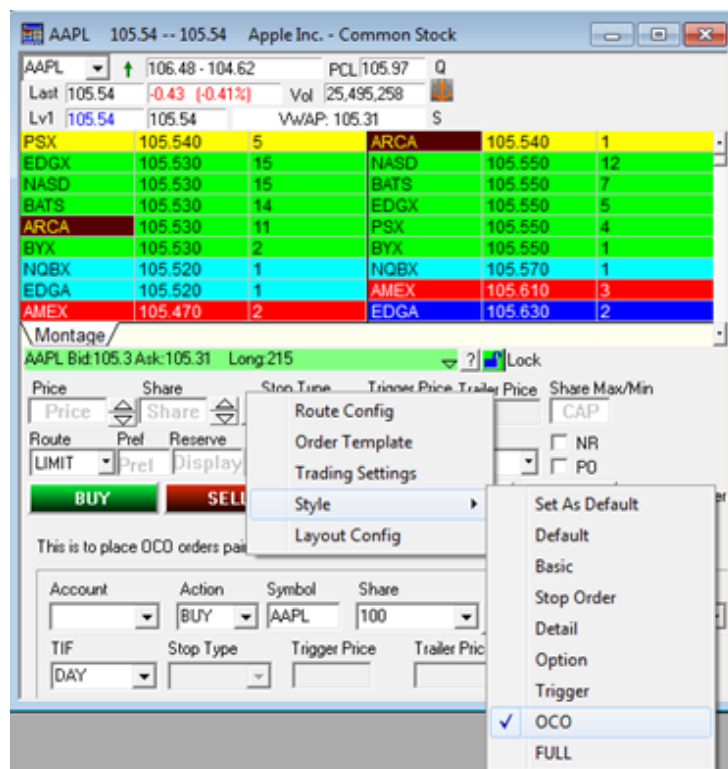 AAPL 105.54 -- 105.54 Apple Inc. - Common Stock
AAPL 106.48 - 104.62 PCL 105.97 Q
Last 105.54 -0.43 (-0.41%) Vol 25,495,258
Lv1 105.54 105.54 VWAP: 105.31 S
PSX 105.540 5 ARCA 105.540 1
EDGX 105.530 15 NASD 105.550 12
NASD 105.530 15 BATS 105.550 7
BATS 105.530 14 EDGX 105.550 5
ARCA 105.530 11 PSX 105.550 4
BYX 105.530 2 BYX 105.550 1
NQBX 105.520 1 NQBX 105.570 1
EDGA 105.520 1 AMEX 105.610 3
AMEX 105.470 2 EDGA 105.630 2
Montage
AAPL Bid:105.3 Ask:105.31 Long:215 ? Lock
Price Share Stop Type Trigger Price Trailer Price Share Max/Min
Price Share CAP
Route Pref Reserve NR
LIMIT Pref Display PO
BUY SELL
Route Config
Order Template
Trading Settings
Style
Layout Config
Set As Default
Default
Basic
Stop Order
Detail
Option
Trigger
OCO
FULL
This is to place OCO orders
Account Action Symbol Share
BUY AAPL 100
TIF Stop Type Trigger Price Trailer
DAY